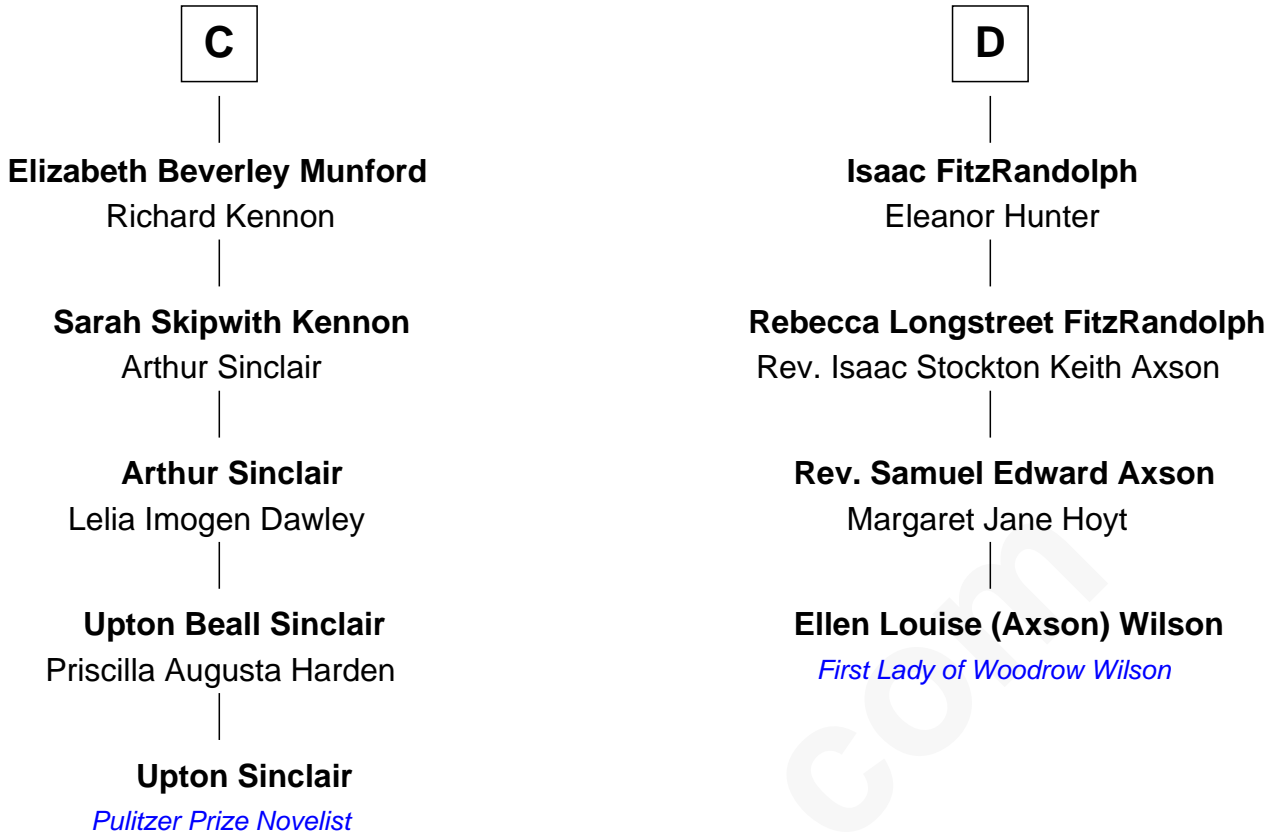 C
Elizabeth Beverley Munford
Richard Kennon
Sarah Skipwith Kennon
Arthur Sinclair
Arthur Sinclair
Lelia Imogen Dawley
Upton Beall Sinclair
Priscilla Augusta Harden
Upton Sinclair
Pulitzer Prize Novelist
D
Isaac FitzRandolph
Eleanor Hunter
Rebecca Longstreet FitzRandolph
Rev. Isaac Stockton Keith Axson
Rev. Samuel Edward Axson
Margaret Jane Hoyt
Ellen Louise (Axson) Wilson
First Lady of Woodrow Wilson
com